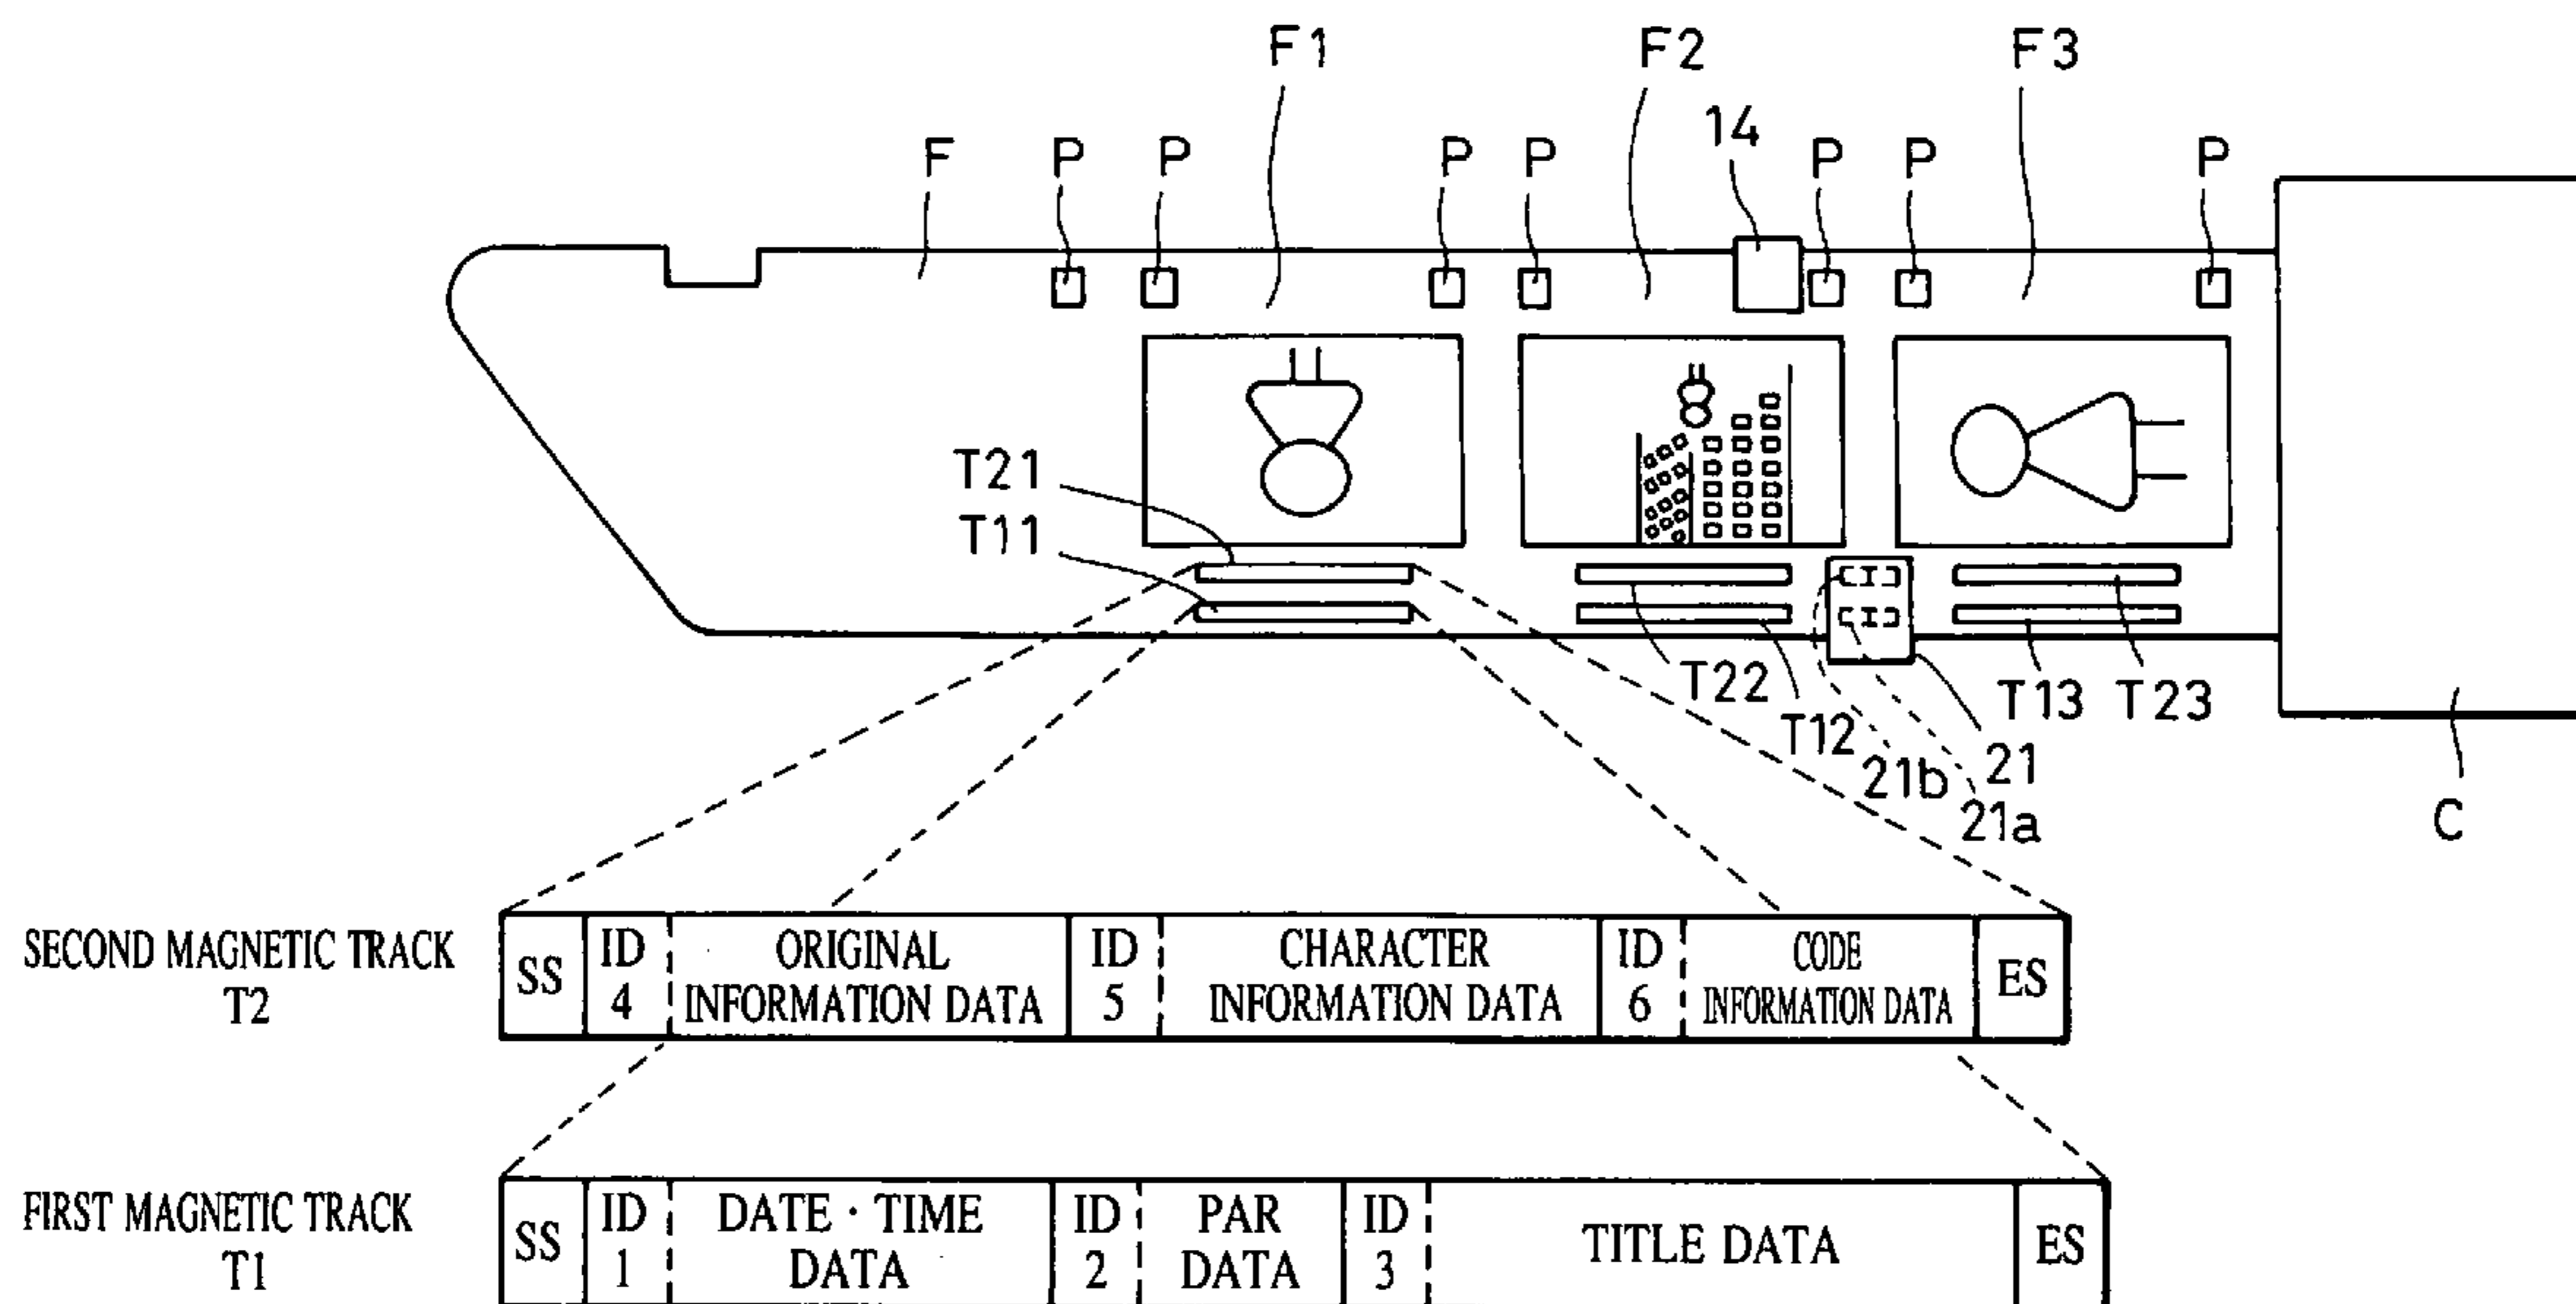 F1 F2 F3
14
F P P P P P P P
T21
T11
T22 T13 T23
T12
21b 21
21a
C
SECOND MAGNETIC TRACK
T2
SS
ID
4
ORIGINAL
INFORMATION DATA
ID
5
CHARACTER
INFORMATION DATA
ID
6
CODE
INFORMATION DATA
ES
FIRST MAGNETIC TRACK
T1
SS
ID
1
DATE · TIME
DATA
ID
2
PAR
DATA
ID
3
TITLE DATA
ES